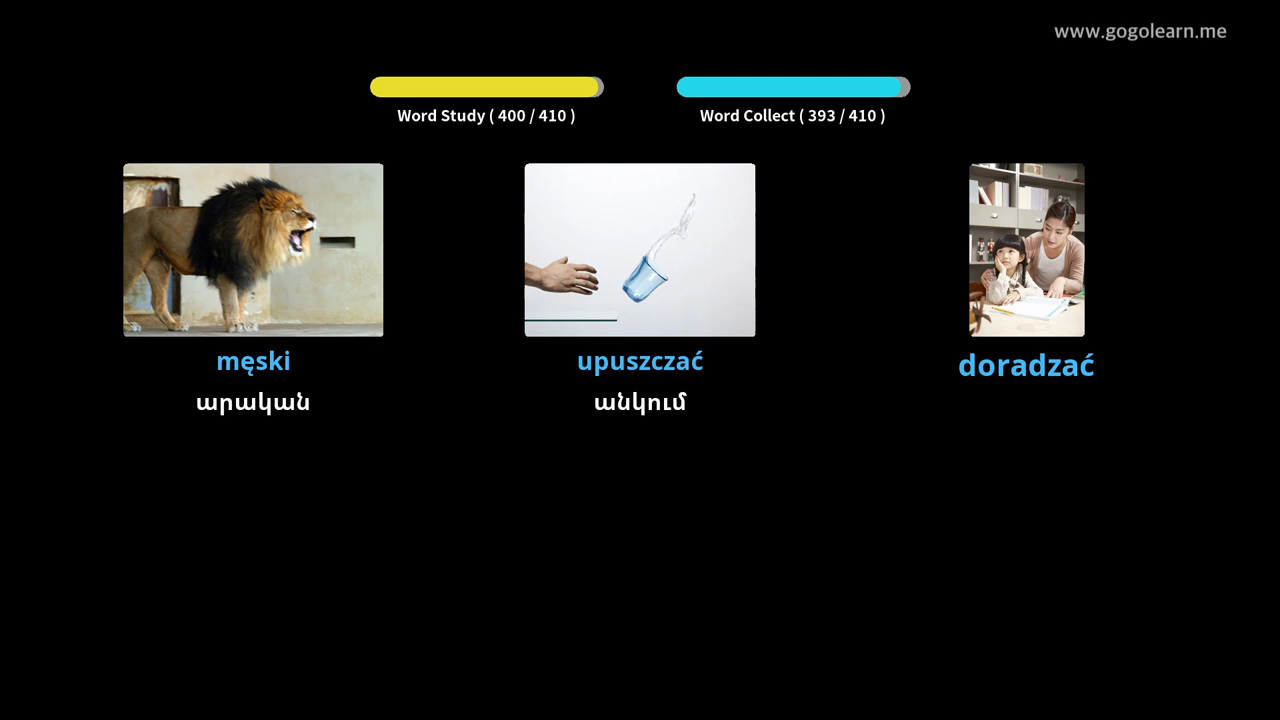 www.gogolearn.me
Word Study ( 400 / 410 )
Word Collect ( 393 / 410 )
męski
upuszczać
doradzać
արական
անկում